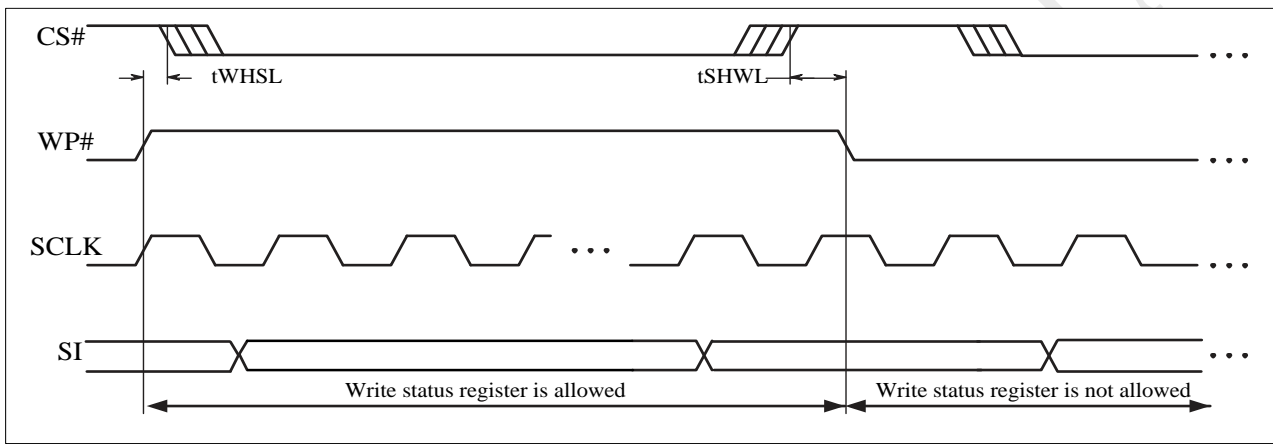 CS#
tWHSL
tSHWL
. . .
WP#
. . .
SCLK
. . .
. . .
SI
. . .
Write status register is allowed
Write status register is not allowed